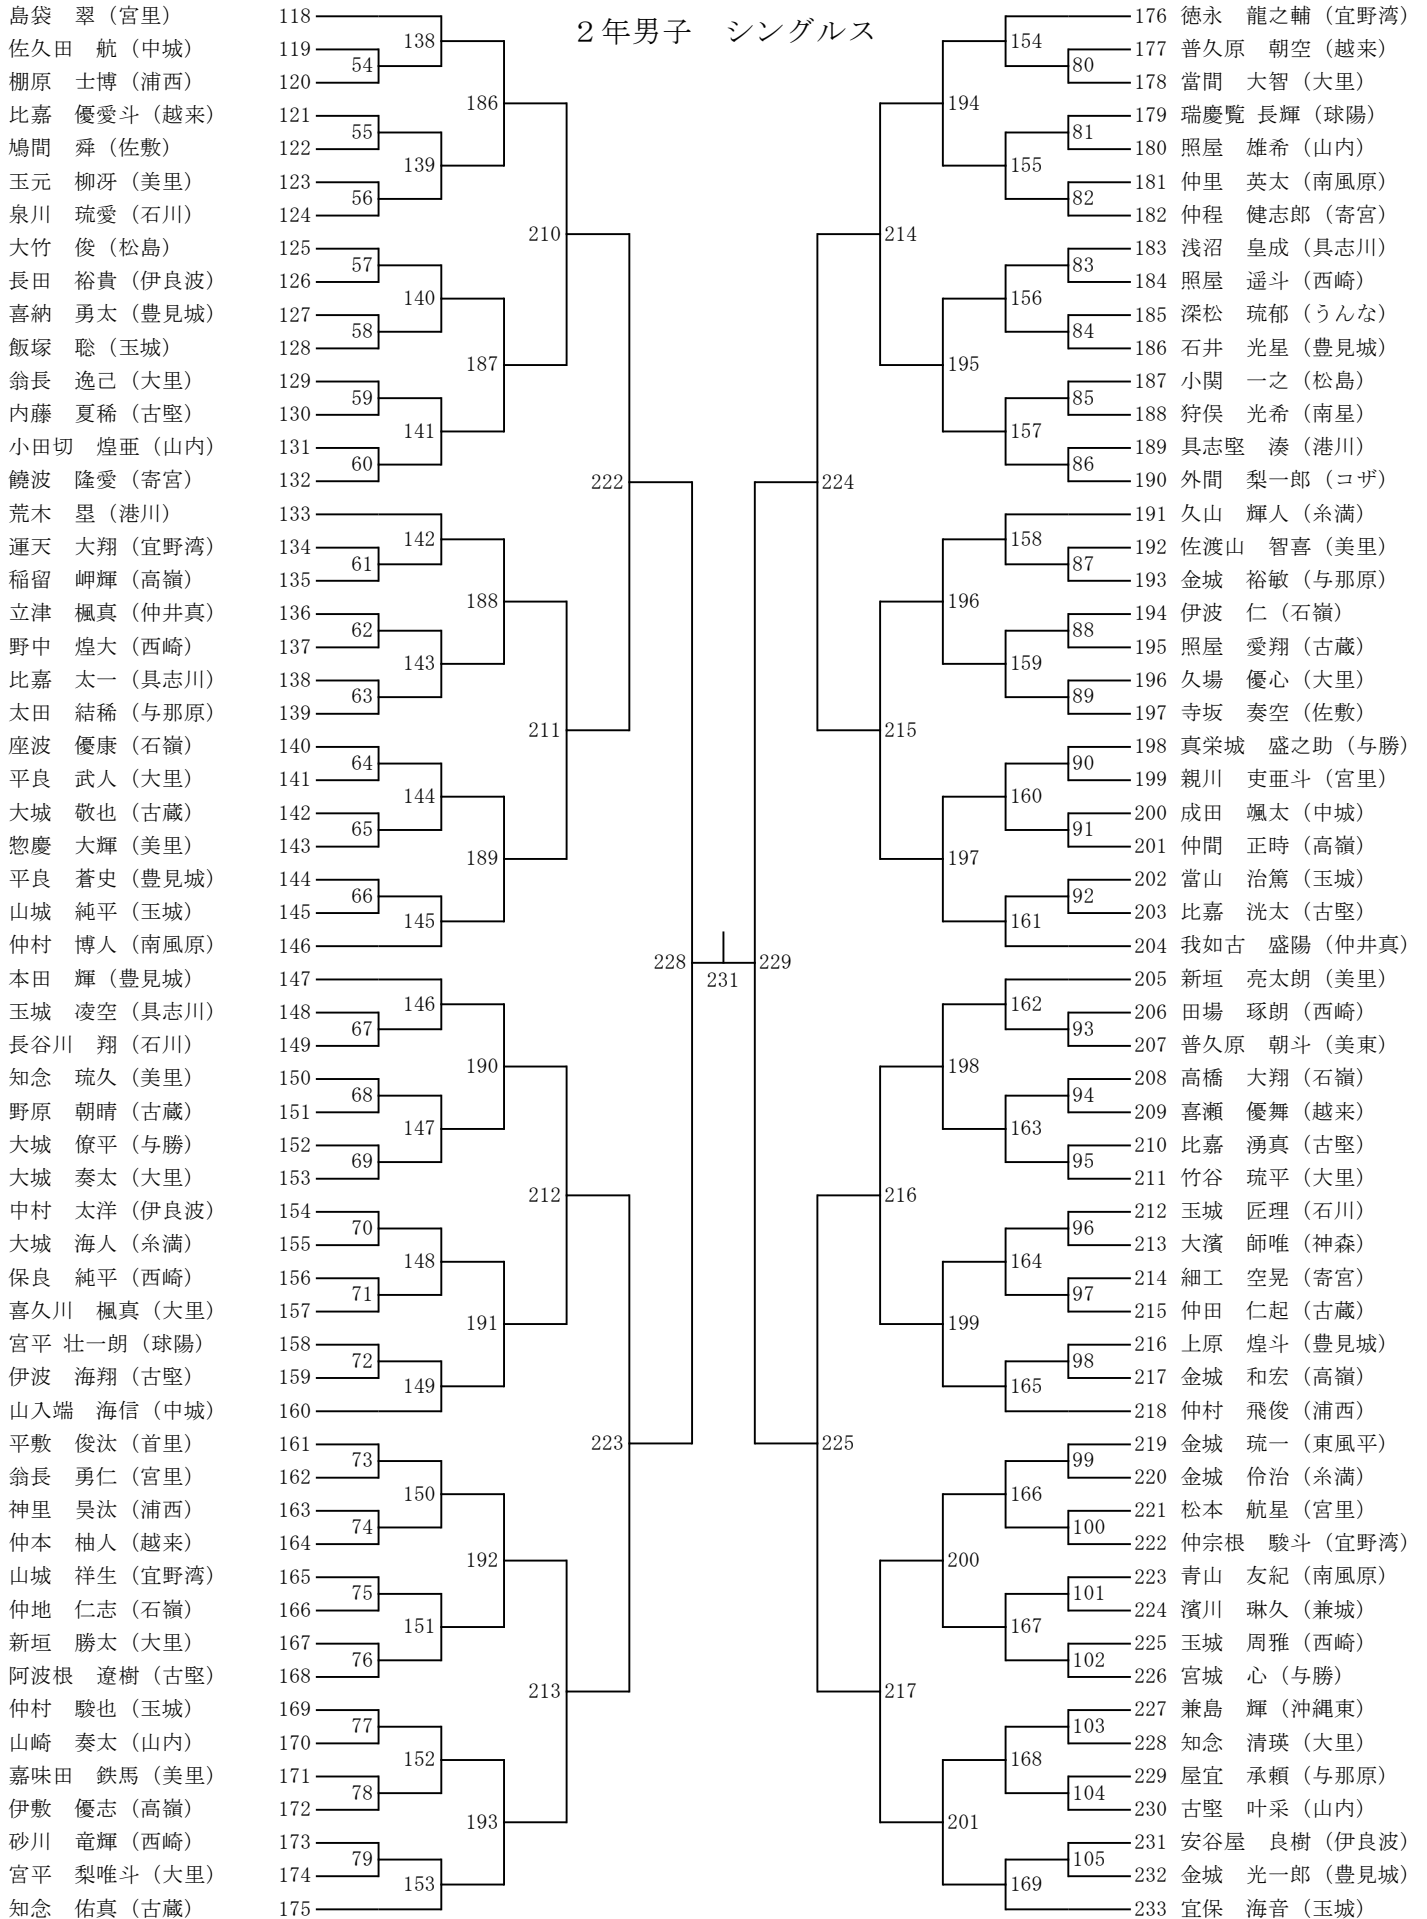 ２年男子　シングルス
島袋　翠（宮里） 118
佐久田　航（中城） 119
棚原　士博（浦西） 120
比嘉　優愛斗（越来） 121
鳩間　舜（佐敷） 122
玉元　柳冴（美里） 123
泉川　琉愛（石川） 124
大竹　俊（松島） 125
長田　裕貴（伊良波） 126
喜納　勇太（豊見城） 127
飯塚　聡（玉城） 128
翁長　逸己（大里） 129
内藤　夏稀（古堅） 130
小田切　煌亜（山内） 131
饒波　隆愛（寄宮） 132
荒木　塁（港川） 133
運天　大翔（宜野湾） 134
稲留　岬輝（高嶺） 135
立津　楓真（仲井真） 136
野中　煌大（西崎） 137
比嘉　太一（具志川） 138
太田　結稀（与那原） 139
座波　優康（石嶺） 140
平良　武人（大里） 141
大城　敬也（古蔵） 142
惣慶　大輝（美里） 143
平良　蒼史（豊見城） 144
山城　純平（玉城） 145
仲村　博人（南風原） 146
本田　輝（豊見城） 147
玉城　凌空（具志川） 148
長谷川　翔（石川） 149
知念　琉久（美里） 150
野原　朝晴（古蔵） 151
大城　僚平（与勝） 152
大城　奏太（大里） 153
中村　太洋（伊良波） 154
大城　海人（糸満） 155
保良　純平（西崎） 156
喜久川　楓真（大里） 157
宮平 壮一朗（球陽） 158
伊波　海翔（古堅） 159
山入端　海信（中城） 160
平敷　俊汰（首里） 161
翁長　勇仁（宮里） 162
神里　昊汰（浦西） 163
仲本　柚人（越来） 164
山城　祥生（宜野湾） 165
仲地　仁志（石嶺） 166
新垣　勝太（大里） 167
阿波根　遼樹（古堅） 168
仲村　駿也（玉城） 169
山崎　奏太（山内） 170
嘉味田　鉄馬（美里） 171
伊敷　優志（高嶺） 172
砂川　竜輝（西崎） 173
宮平　梨唯斗（大里） 174
知念　佑真（古蔵） 175
54
55
56
57
58
59
60
61
62
63
64
65
66
67
68
69
70
71
72
73
74
75
76
77
78
79
138
139
140
141
142
143
144
145
146
147
148
149
150
151
152
153
186
187
188
189
190
191
192
193
210
211
212
213
222
223
228
231
229
224
225
214
215
216
217
194
195
196
197
198
199
200
201
154
155
156
157
158
159
160
161
162
163
164
165
166
167
168
169
80
81
82
83
84
85
86
87
88
89
90
91
92
93
94
95
96
97
98
99
100
101
102
103
104
105
176 徳永　龍之輔（宜野湾）
177 普久原　朝空（越来）
178 當間　大智（大里）
179 瑞慶覧 長輝（球陽）
180 照屋　雄希（山内）
181 仲里　英太（南風原）
182 仲程　健志郎（寄宮）
183 浅沼　皇成（具志川）
184 照屋　遥斗（西崎）
185 深松　琉郁（うんな）
186 石井　光星（豊見城）
187 小関　一之（松島）
188 狩俣　光希（南星）
189 具志堅　湊（港川）
190 外間　梨一郎（コザ）
191 久山　輝人（糸満）
192 佐渡山　智喜（美里）
193 金城　裕敏（与那原）
194 伊波　仁（石嶺）
195 照屋　愛翔（古蔵）
196 久場　優心（大里）
197 寺坂　奏空（佐敷）
198 真栄城　盛之助（与勝）
199 親川　吏亜斗（宮里）
200 成田　颯太（中城）
201 仲間　正時（高嶺）
202 當山　治篤（玉城）
203 比嘉　洸太（古堅）
204 我如古　盛陽（仲井真）
205 新垣　亮太朗（美里）
206 田場　琢朗（西崎）
207 普久原　朝斗（美東）
208 高橋　大翔（石嶺）
209 喜瀬　優舞（越来）
210 比嘉　湧真（古堅）
211 竹谷　琉平（大里）
212 玉城　匠理（石川）
213 大濱　師唯（神森）
214 細工　空晃（寄宮）
215 仲田　仁起（古蔵）
216 上原　煌斗（豊見城）
217 金城　和宏（高嶺）
218 仲村　飛俊（浦西）
219 金城　琉一（東風平）
220 金城　伶治（糸満）
221 松本　航星（宮里）
222 仲宗根　駿斗（宜野湾）
223 青山　友紀（南風原）
224 濱川　琳久（兼城）
225 玉城　周雅（西崎）
226 宮城　心（与勝）
227 兼島　輝（沖縄東）
228 知念　清瑛（大里）
229 屋宜　承頼（与那原）
230 古堅　叶采（山内）
231 安谷屋　良樹（伊良波）
232 金城　光一郎（豊見城）
233 宜保　海音（玉城）